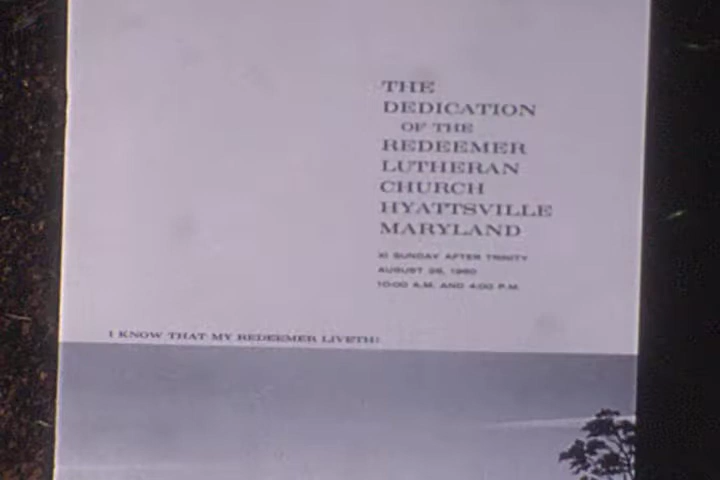 THE
DEDICATION
OF THE
REDEEMER
LUTHERAN
CHURCH
HYATTSVILLE
MARYLAND
XI SUNDAY AFTER TRINITY
AUGUST 28, 1960
10:00 A.M. AND 4:00 P.M.
I KNOW THAT MY REDEEMER LIVETH!